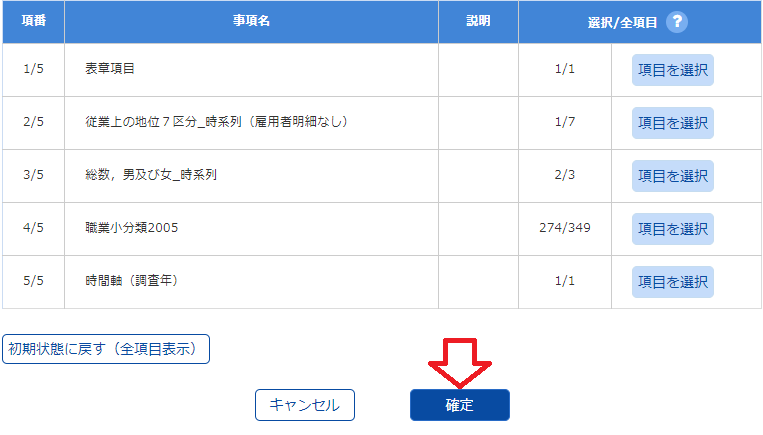 項番 事項名 説明 選択/全項目 ?
1/5 表章項目 1/1 項目を選択
2/5 従業上の地位７区分_時系列（雇用者明細なし） 1/7 項目を選択
3/5 総数，男及び女_時系列 2/3 項目を選択
4/5 職業小分類2005 274/349 項目を選択
5/5 時間軸（調査年） 1/1 項目を選択
初期状態に戻す（全項目表示）
キャンセル 確定